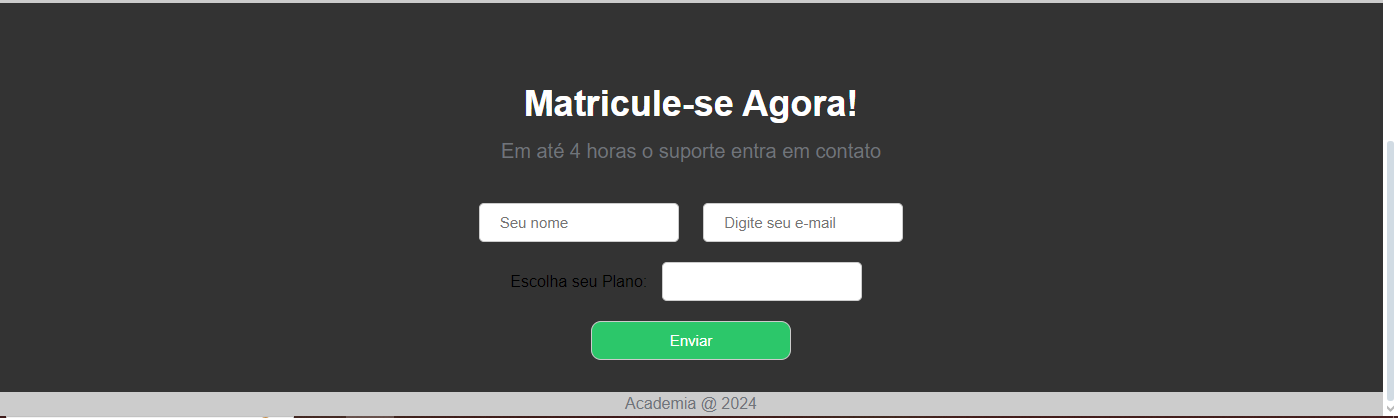 Matricule-se Agora!
Em até 4 horas o suporte entra em contato
Seu nome Digite seu e-mail
Escolha seu Plano:
Enviar
Academia @ 2024